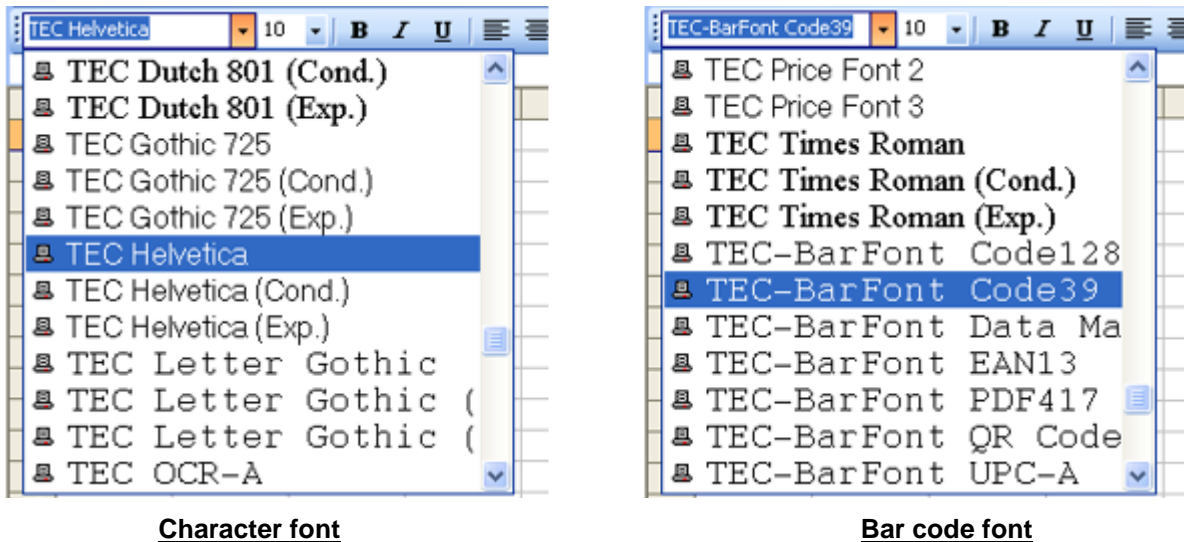 TEC Helvetica 10 B I U
TEC Dutch 801 (Cond.)
TEC Dutch 801 (Exp.)
TEC Gothic 725
TEC Gothic 725 (Cond.)
TEC Gothic 725 (Exp.)
TEC Helvetica
TEC Helvetica (Cond.)
TEC Helvetica (Exp.)
TEC Letter Gothic
TEC Letter Gothic (
TEC Letter Gothic (
TEC OCR-A
Character font
TEC-BarFont Code39 10 B I U
TEC Price Font 2
TEC Price Font 3
TEC Times Roman
TEC Times Roman (Cond.)
TEC Times Roman (Exp.)
TEC-BarFont Code128
TEC-BarFont Code39
TEC-BarFont Data Ma
TEC-BarFont EAN13
TEC-BarFont PDF417
TEC-BarFont QR Code
TEC-BarFont UPC-A
Bar code font